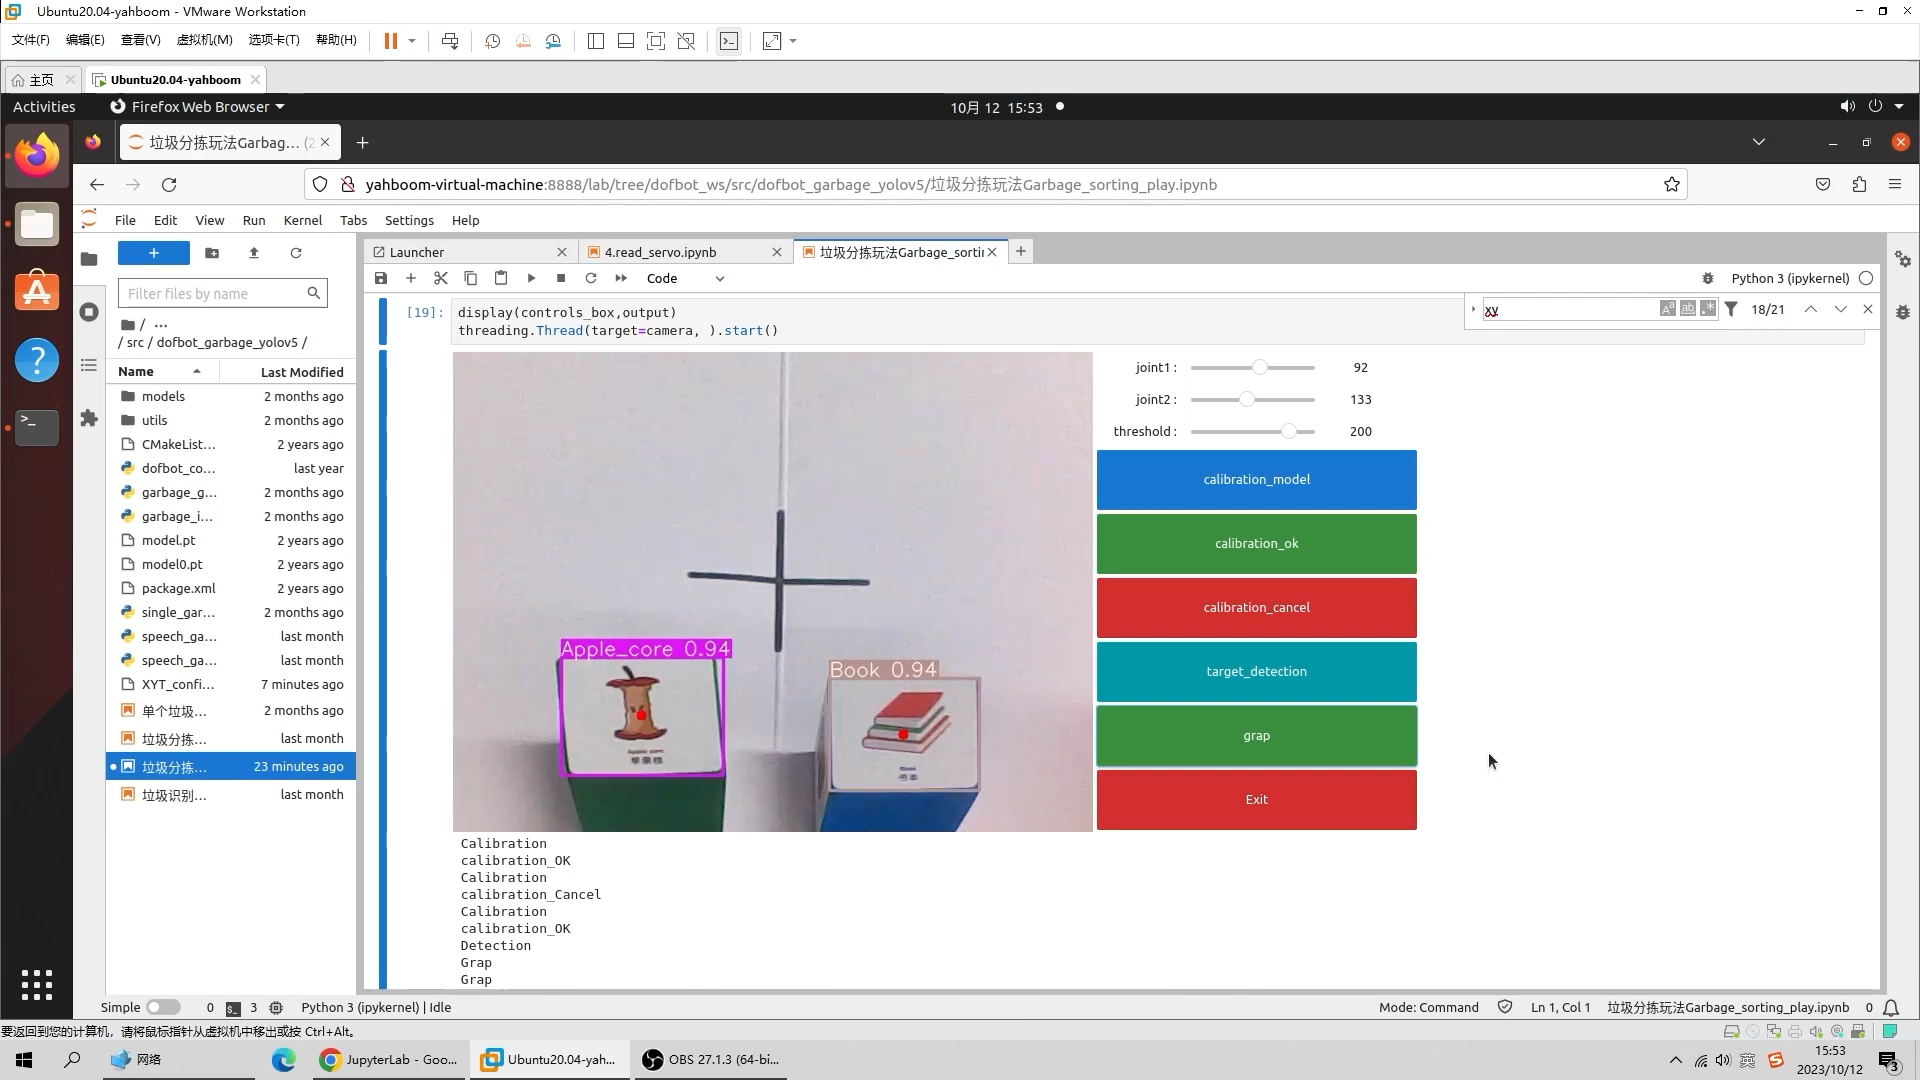 Ubuntu20.04-yahboom - VMware Workstation
文件(F) 编辑(E) 查看(V) 虚拟机(M) 选项卡(T) 帮助(H)
主页 Ubuntu20.04-yahboom
Activities Firefox Web Browser 10月 12 15:53
垃圾分拣玩法Garbag… (2
yahboom-virtual-machine:8888/lab/tree/dofbot_ws/src/dofbot_garbage_yolov5/垃圾分拣玩法Garbage_sorting_play.ipynb
File Edit View Run Kernel Tabs Settings Help
Launcher 4.read_servo.ipynb 垃圾分拣玩法Garbage_sorti
Code Python 3 (ipykernel)
Filter files by name
/ …
/ src / dofbot_garbage_yolov5 /
Name Last Modified
models 2 months ago
utils 2 months ago
CMakeList… 2 years ago
dofbot_co… last year
garbage_g… 2 months ago
garbage_i… 2 months ago
model.pt 2 years ago
model0.pt 2 years ago
package.xml 2 years ago
single_gar… 2 months ago
speech_ga… last month
speech_ga… last month
XYT_confi… 7 minutes ago
单个垃圾… 2 months ago
垃圾分拣… last month
垃圾分拣… 23 minutes ago
垃圾识别… last month
xy 18/21
[19]: display(controls_box,output)
threading.Thread(target=camera, ).start()
Apple_core 0.94
苹果核
Book 0.94
Book
书本
joint1: 92
joint2: 133
threshold: 200
calibration_model
calibration_ok
calibration_cancel
target_detection
grap
Exit
Calibration
calibration_OK
Calibration
calibration_Cancel
Calibration
calibration_OK
Detection
Grap
Grap
Simple 0 3 Python 3 (ipykernel) | Idle Mode: Command Ln 1, Col 1 垃圾分拣玩法Garbage_sorting_play.ipynb 0
要返回到您的计算机，请将鼠标指针从虚拟机中移出或按 Ctrl+Alt。
网络 JupyterLab - Goo… Ubuntu20.04-yah… OBS 27.1.3 (64-bi… 英 15:53
2023/10/12 3